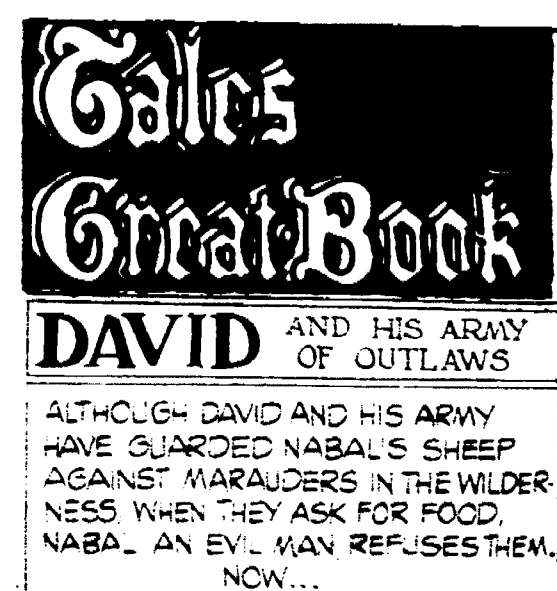 Tales
Great Book
DAVID AND HIS ARMY
OF OUTLAWS
ALTHOUGH DAVID AND HIS ARMY
HAVE GUARDED NABAL'S SHEEP
AGAINST MARAUDERS IN THE WILDER-
NESS, WHEN THEY ASK FOR FOOD,
NABAL AN EVIL MAN, REFUSES THEM.
NOW...